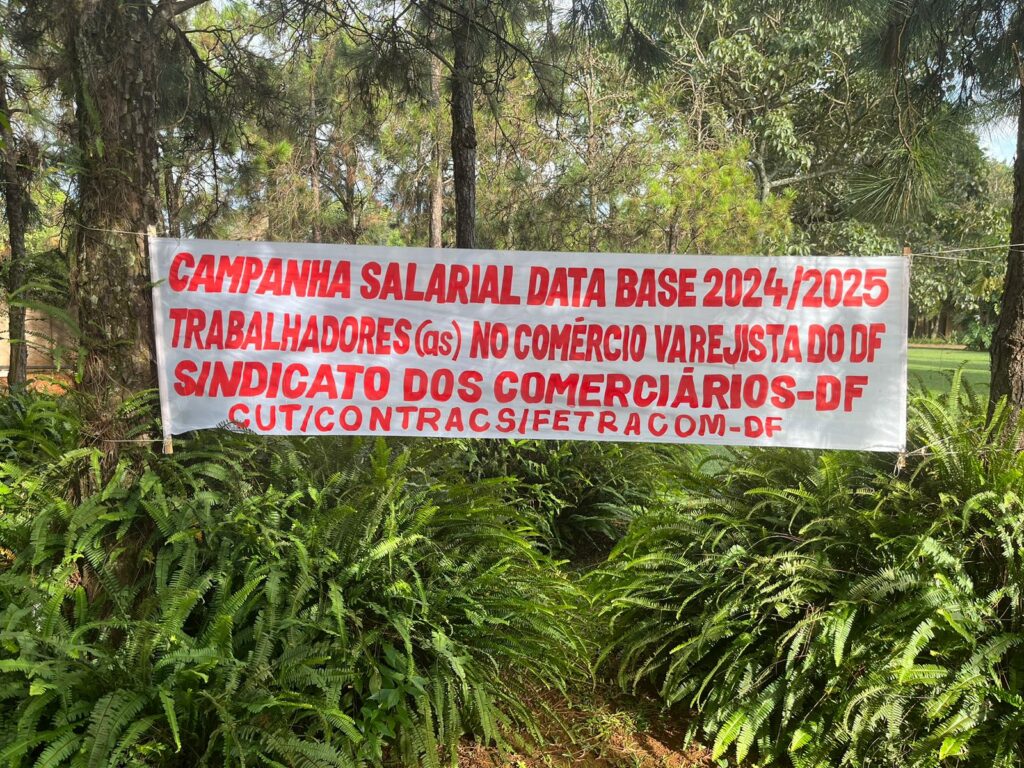 CAMPANHA SALARIAL DATA BASE 2024/2025
TRABALHADORES(as) NO COMÉRCIO VAREJISTA DO DF
SINDICATO DOS COMERCIÁRIOS-DF
CUT/CONTRACS/FETRACOM-DF